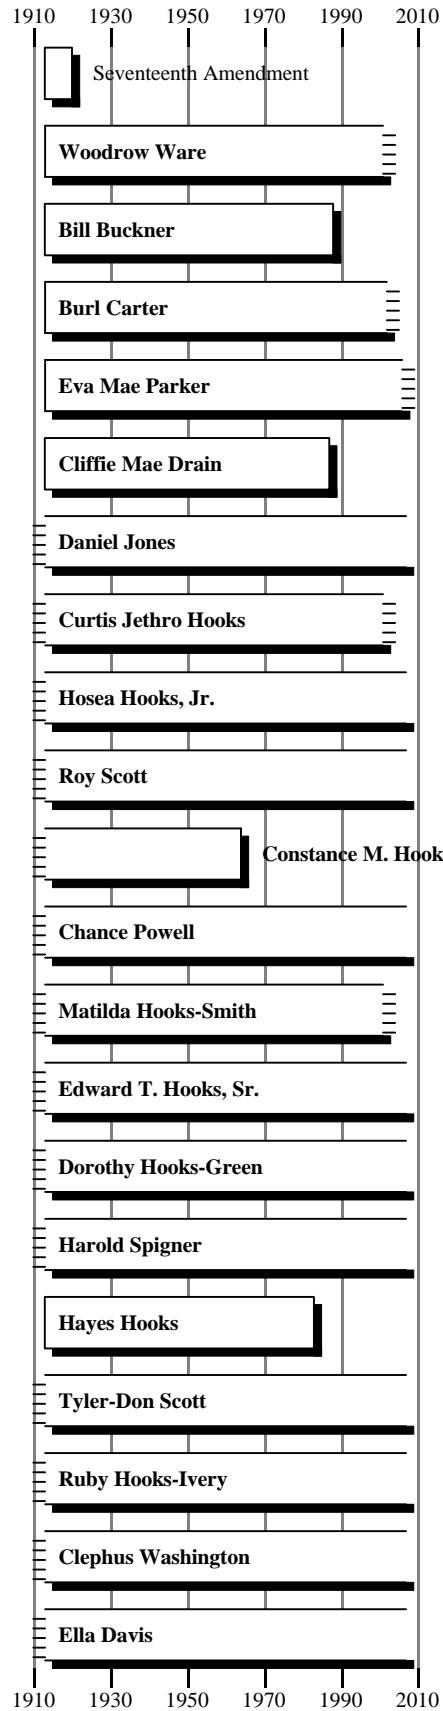 1910 1930 1950 1970 1990 2010
Seventeenth Amendment
Woodrow Ware
Bill Buckner
Burl Carter
Eva Mae Parker
Cliffie Mae Drain
Daniel Jones
Curtis Jethro Hooks
Hosea Hooks, Jr.
Roy Scott
Constance M. Hook
Chance Powell
Matilda Hooks-Smith
Edward T. Hooks, Sr.
Dorothy Hooks-Green
Harold Spigner
Hayes Hooks
Tyler-Don Scott
Ruby Hooks-Ivery
Clephus Washington
Ella Davis
1910 1930 1950 1970 1990 2010